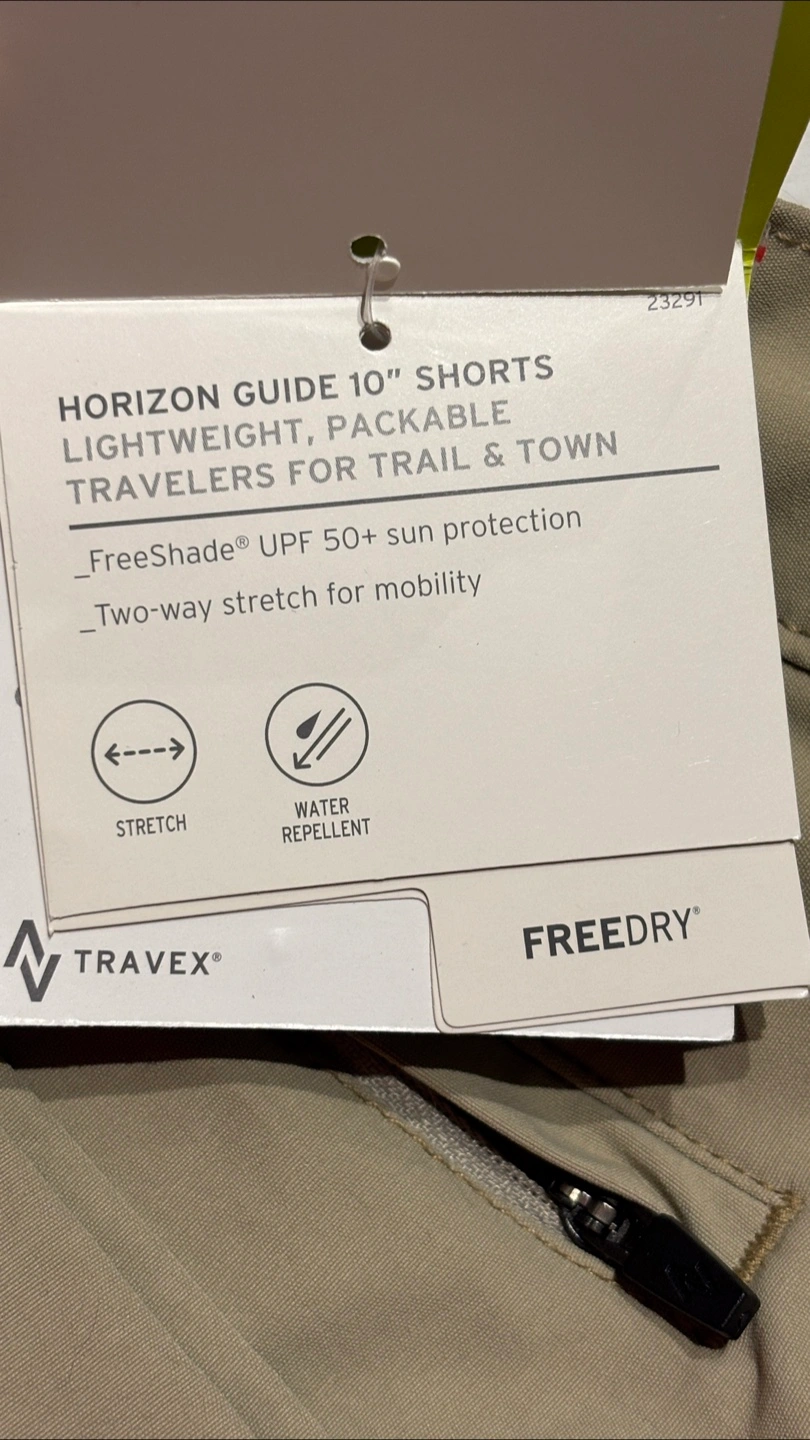 23291
HORIZON GUIDE 10” SHORTS
LIGHTWEIGHT, PACKABLE
TRAVELERS FOR TRAIL & TOWN
_FreeShade® UPF 50+ sun protection
_Two-way stretch for mobility
STRETCH
WATER
REPELLENT
TRAVEX®
FREEDRY®